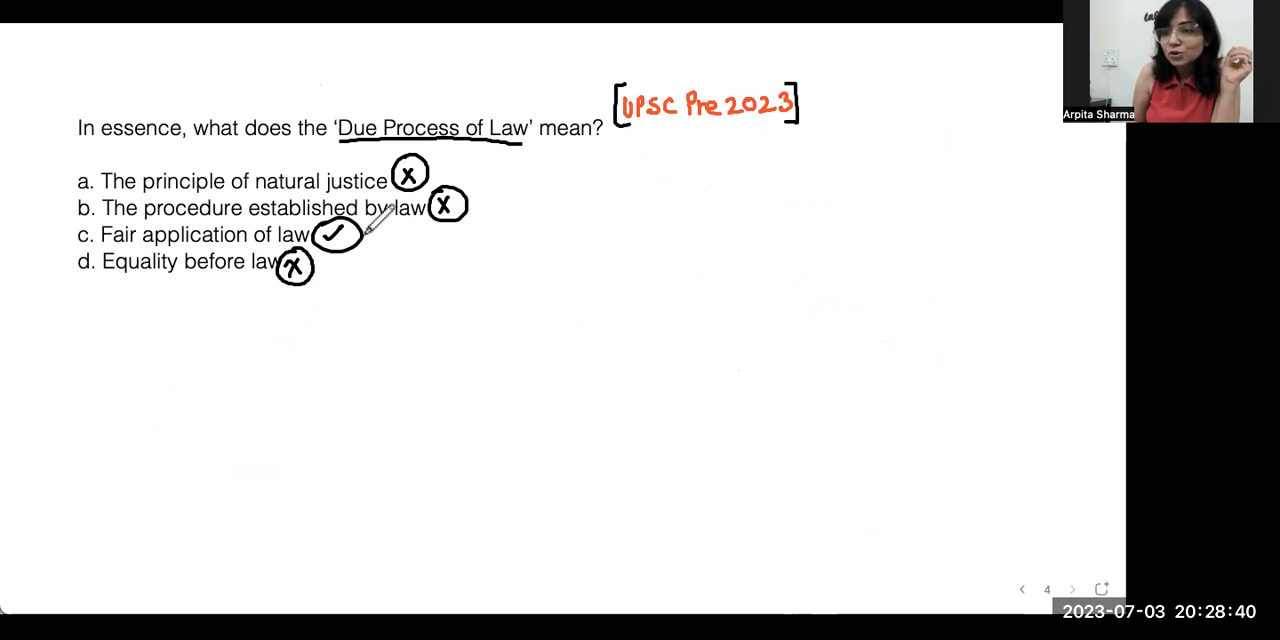 [UPSC Pre 2023]
In essence, what does the ‘Due Process of Law’ mean?
a. The principle of natural justice X
b. The procedure established by law X
c. Fair application of law ✓
d. Equality before law X
Arpita Sharma
4
2023-07-03 20:28:40